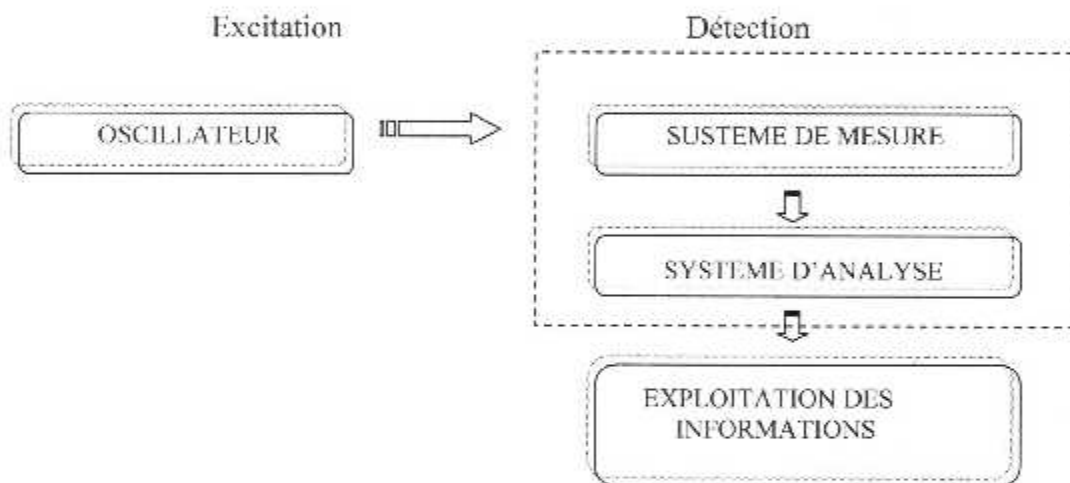 Excitation
Détection
OSCILLATEUR
SUSTEME DE MESURE
SYSTEME D'ANALYSE
EXPLOITATION DES
INFORMATIONS